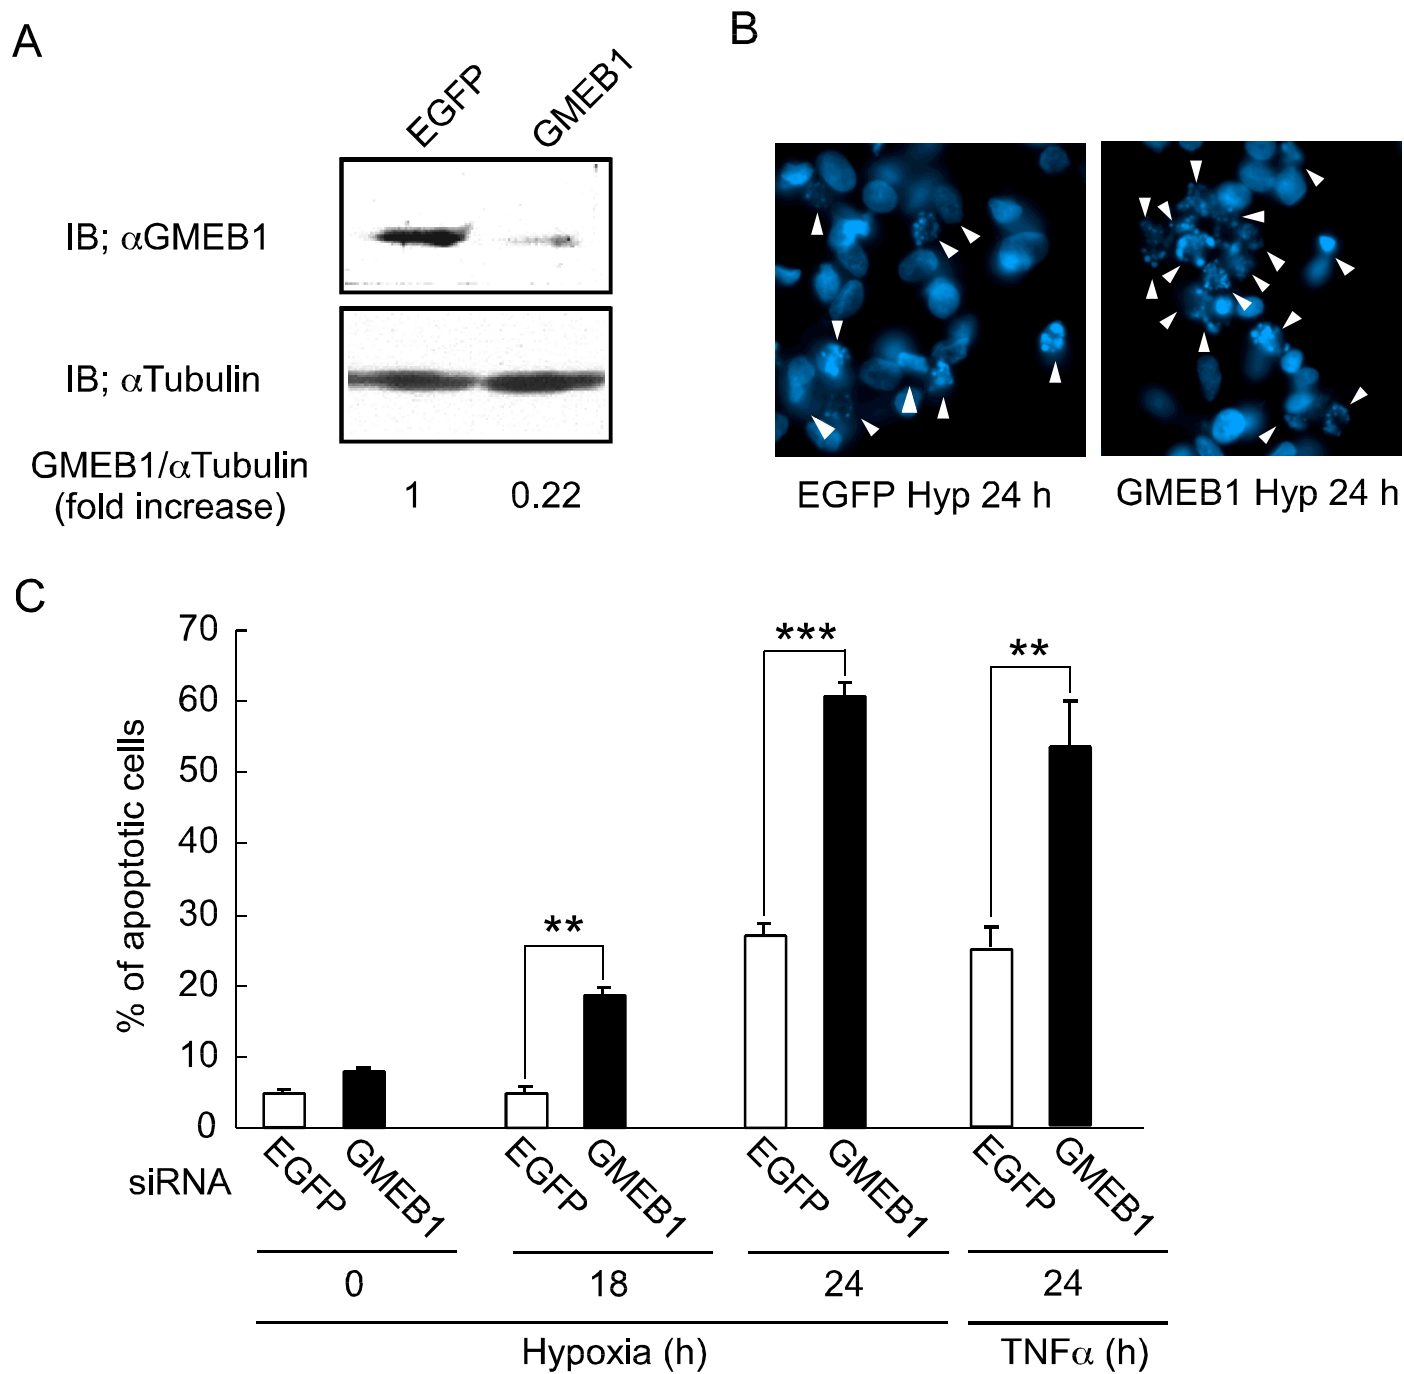 A
EGFP
GMEB1
IB; αGMEB1
IB; αTubulin
GMEB1/αTubulin
(fold increase)
1
0.22
B
EGFP Hyp 24 h
GMEB1 Hyp 24 h
C
% of apoptotic cells
70
60
50
40
30
20
10
0
**
***
**
siRNA
EGFP
GMEB1
EGFP
GMEB1
EGFP
GMEB1
EGFP
GMEB1
0
18
24
24
Hypoxia (h)
TNFα (h)